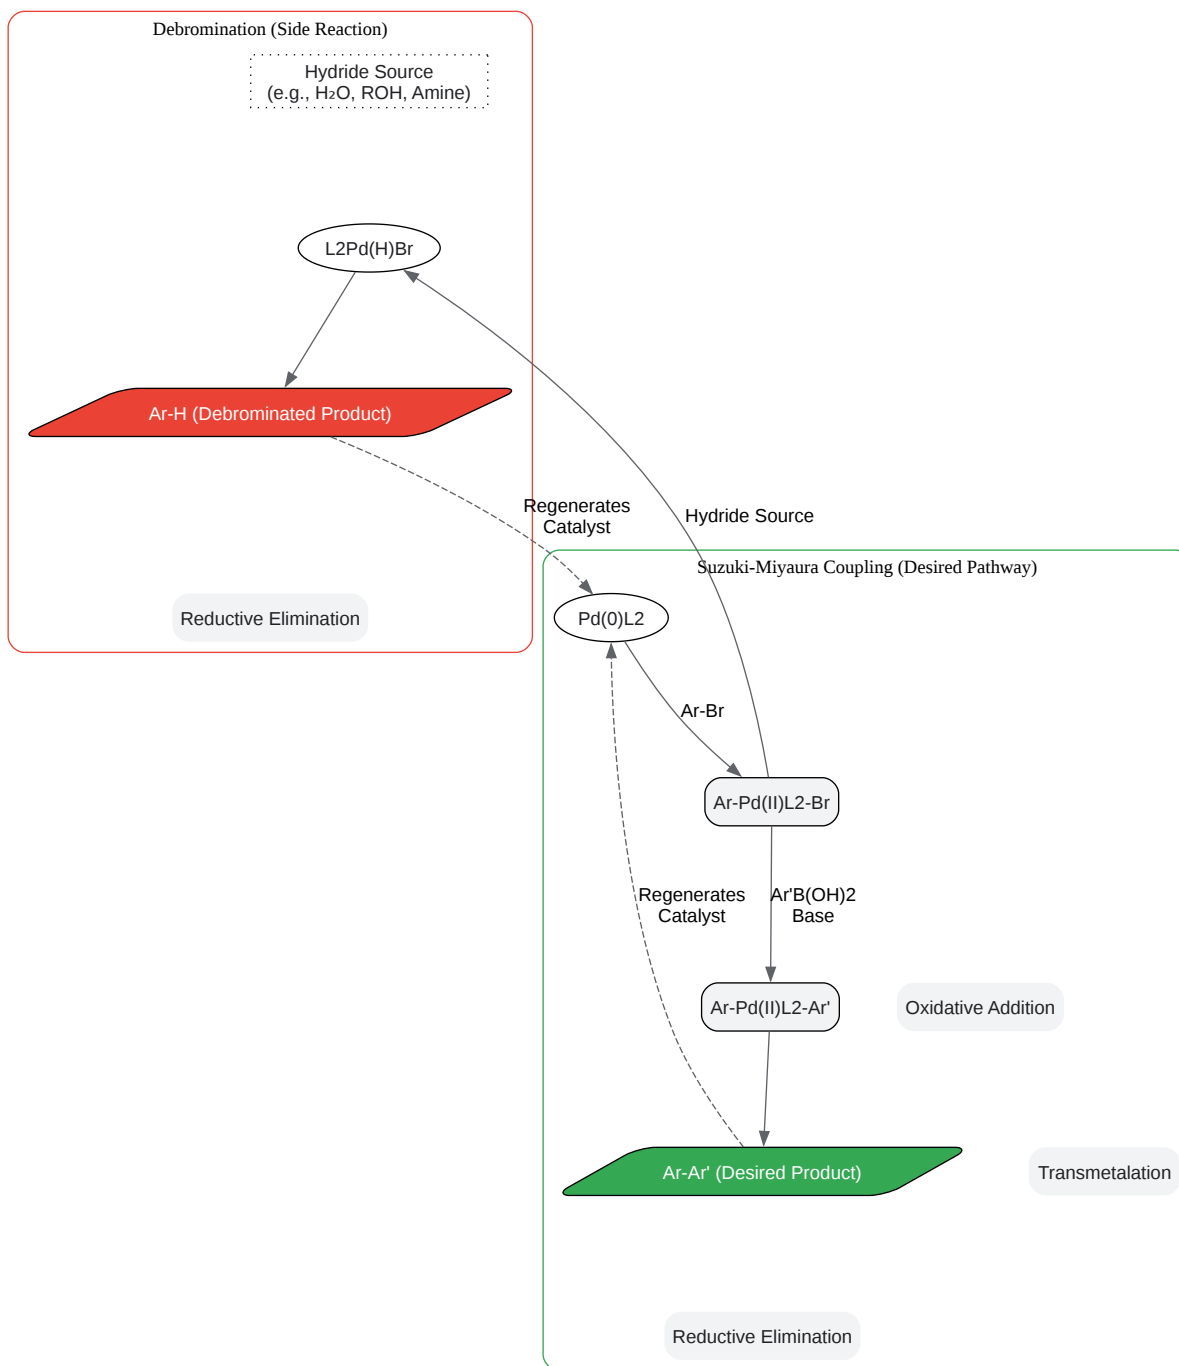 Debromination (Side Reaction)
Hydride Source
(e.g., H₂O, ROH, Amine)
L2Pd(H)Br
Ar-H (Debrominated Product)
Regenerates
Catalyst
Hydride Source
Suzuki-Miyaura Coupling (Desired Pathway)
Reductive Elimination
Pd(0)L2
Ar-Br
Ar-Pd(II)L2-Br
Regenerates
Catalyst
Ar'B(OH)2
Base
Ar-Pd(II)L2-Ar'
Oxidative Addition
Ar-Ar' (Desired Product)
Transmetalation
Reductive Elimination